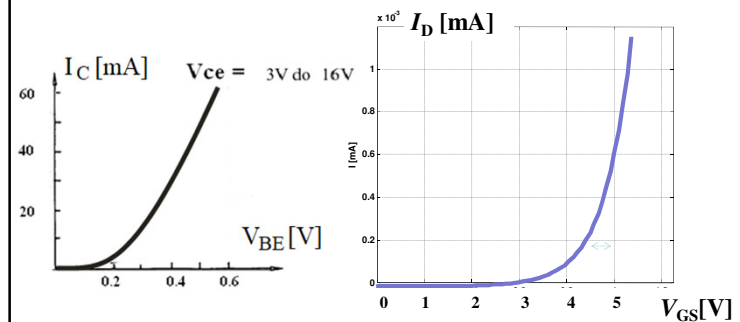 I_C [mA]
Vce = 3V do 16V
60
40
20
V_BE [V]
0.2 0.4 0.6
x 10⁻³
I_D [mA]
1
0.8
0.6
0.4
0.2
0
I [mA]
0 1 2 3 4 5
V_GS[V]